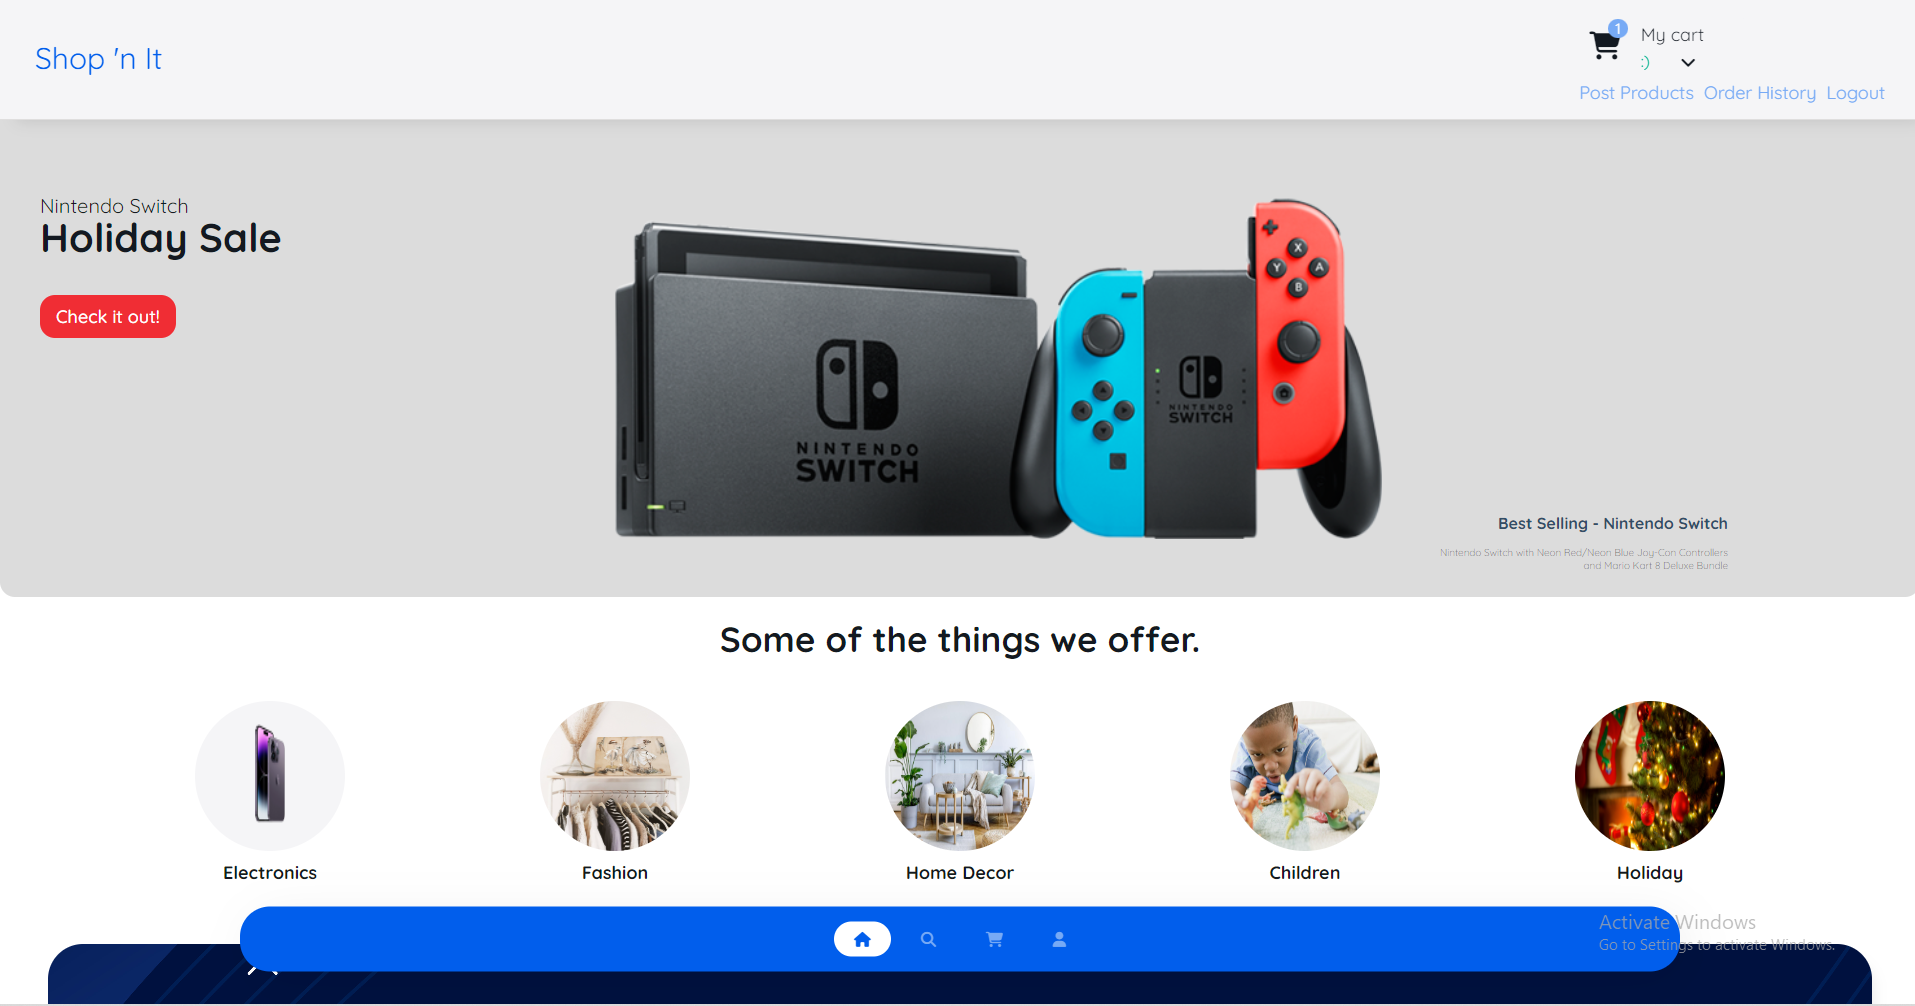 Shop 'n It
1
My cart
:)
Post Products Order History Logout
Nintendo Switch
Holiday Sale
Check it out!
NINTENDO
SWITCH
X
Y
A
B
NINTENDO
SWITCH
Best Selling - Nintendo Switch
Nintendo Switch with Neon Red/Neon Blue Joy-Con Controllers
and Mario Kart 8 Deluxe Bundle
Some of the things we offer.
Electronics
Fashion
Home Decor
Children
Holiday
Activate Windows
Go to Settings to activate Windows.